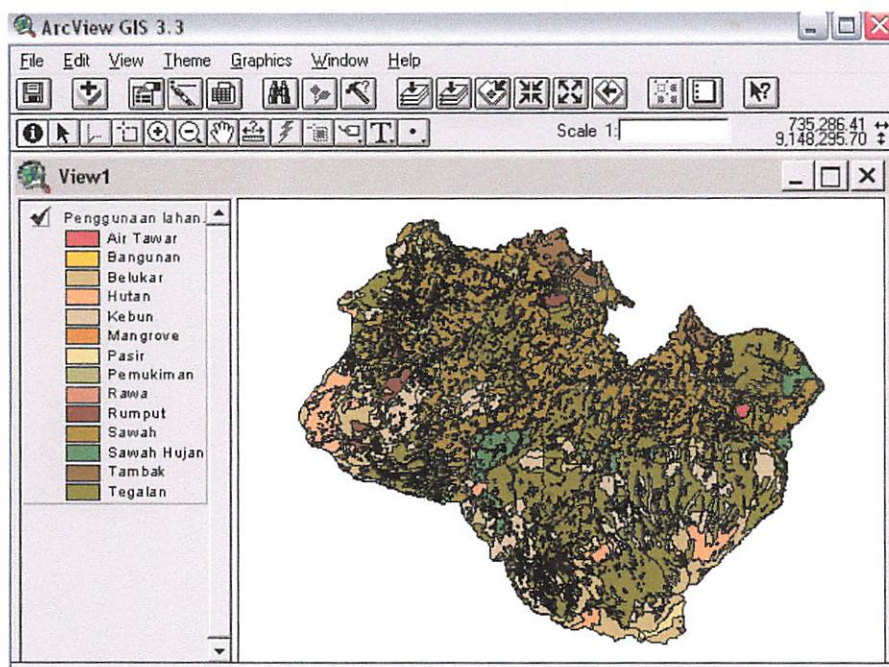 ArcView GIS 3.3
File Edit View Theme Graphics Window Help
Scale 1:
735,286.41
9,148,295.70
View1
Penggunaan lahan.
Air Tawar
Bangunan
Belukar
Hutan
Kebun
Mangrove
Pasir
Pemukiman
Rawa
Rumput
Sawah
Sawah Hujan
Tambak
Tegalan